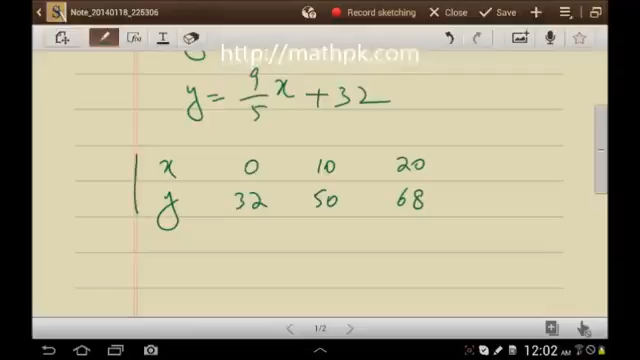 Note_20140118_225306
Record sketching
Close
Save
http://mathpk.com
y = 9/5 x + 32
x 0 10 20
y 32 50 68
1/2
12:02 AM